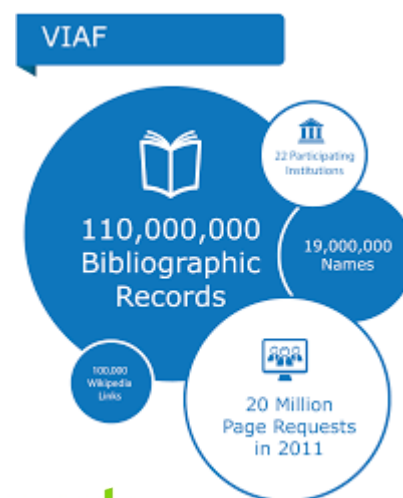 VIAF
22 Participating
Institutions
110,000,000
Bibliographic
Records
19,000,000
Names
100,000
Wikipedia
Links
20 Million
Page Requests
in 2011